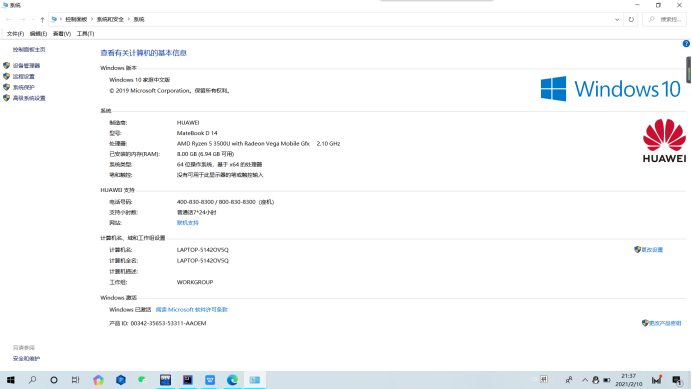 系统
控制面板 系统和安全 系统
搜索控...
文件(F) 编辑(E) 查看(V) 工具(T)
控制面板主页
设备管理器
远程设置
系统保护
高级系统设置
查看有关计算机的基本信息
Windows 版本
Windows 10 家庭中文版
© 2019 Microsoft Corporation。保留所有权利。
Windows 10
系统
制造商: HUAWEI
型号: MateBook D 14
处理器: AMD Ryzen 5 3500U with Radeon Vega Mobile Gfx 2.10 GHz
已安装的内存(RAM): 8.00 GB (6.94 GB 可用)
系统类型: 64 位操作系统, 基于 x64 的处理器
笔和触控: 没有可用于此显示器的笔或触控输入
HUAWEI
HUAWEI 支持
电话号码: 400-830-8300 / 800-830-8300（座机）
支持小时数: 普通话7*24小时
网站: 联机支持
计算机名、域和工作组设置
计算机名: LAPTOP-5142OVSQ
更改设置
计算机全名: LAPTOP-5142OVSQ
计算机描述:
工作组: WORKGROUP
Windows 激活
Windows 已激活 阅读 Microsoft 软件许可条款
产品 ID: 00342-35653-53311-AAOEM
更改产品密钥
另请参阅
安全和维护
21:37
2021/2/10